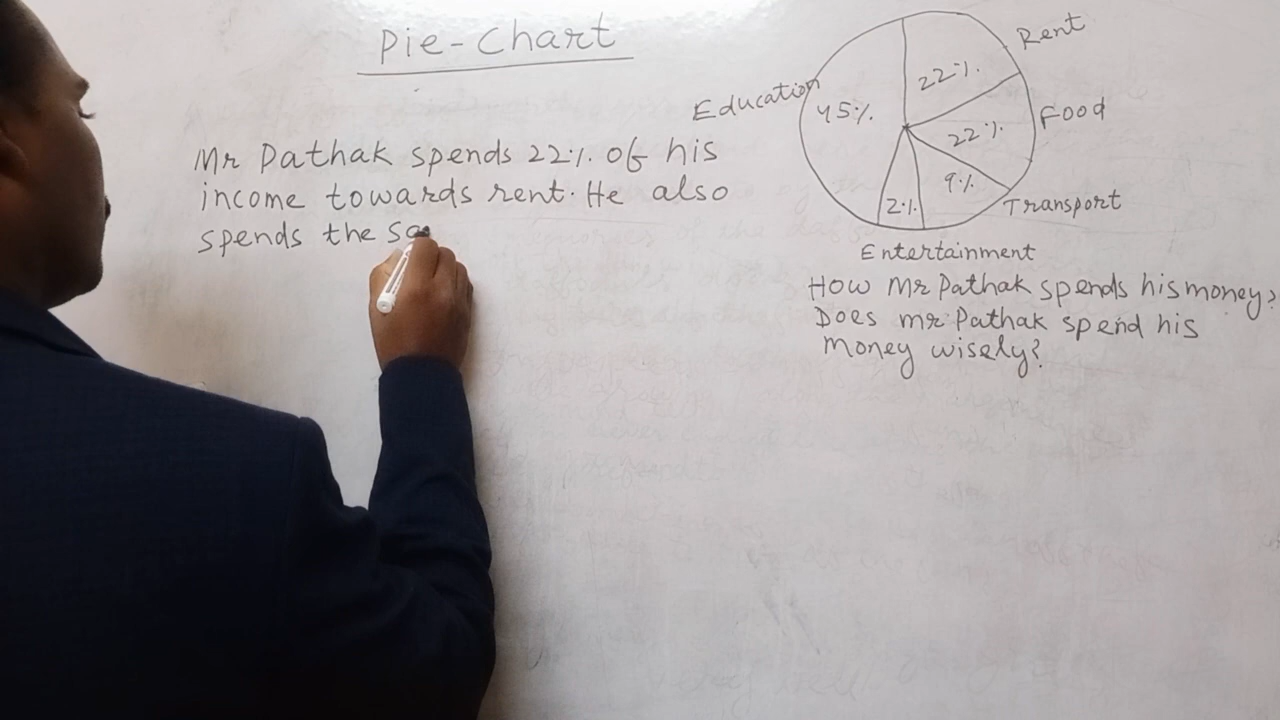 Pie-Chart
Mr Pathak spends 22% of his
income towards rent. He also
spends the sa
Education
45%
22%
Rent
22%
Food
9%
Transport
2%
Entertainment
How Mr Pathak spends his money?
Does mr Pathak spend his
money wisely?